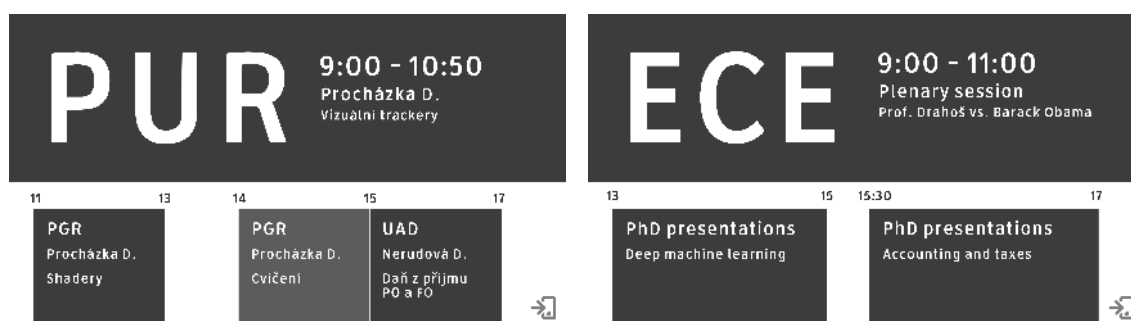 PUR
9:00 - 10:50
Procházka D.
Vizuální trackery
11 13 14 15 17
PGR
Procházka D.
Shadery
PGR
Procházka D.
Cvičení
UAD
Nerudová D.
Daň z příjmu
PO a FO
ECE
9:00 - 11:00
Plenary session
Prof. Drahoš vs. Barack Obama
13 15 15:30 17
PhD presentations
Deep machine learning
PhD presentations
Accounting and taxes